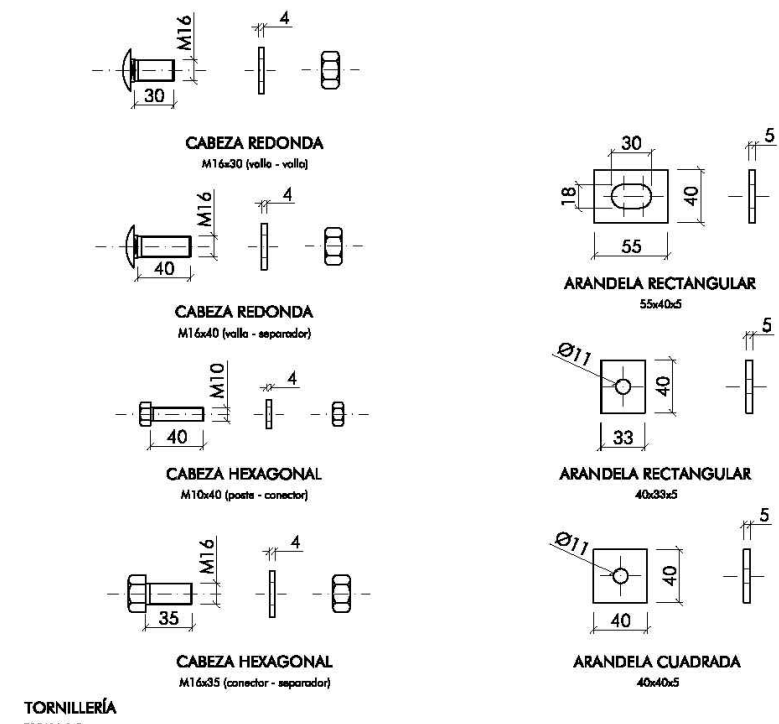 M16
4
30
CABEZA REDONDA
M16x30 (valla - valla)
M16
4
40
CABEZA REDONDA
M16x40 (valla - separador)
M10
4
40
CABEZA HEXAGONAL
M10x40 (poste - conector)
M16
4
35
CABEZA HEXAGONAL
M16x35 (conector - separador)
30
5
18
40
55
ARANDELA RECTANGULAR
55x40x5
5
Ø11
40
33
ARANDELA RECTANGULAR
40x33x5
5
Ø11
40
40
ARANDELA CUADRADA
40x40x5
TORNILLERÍA